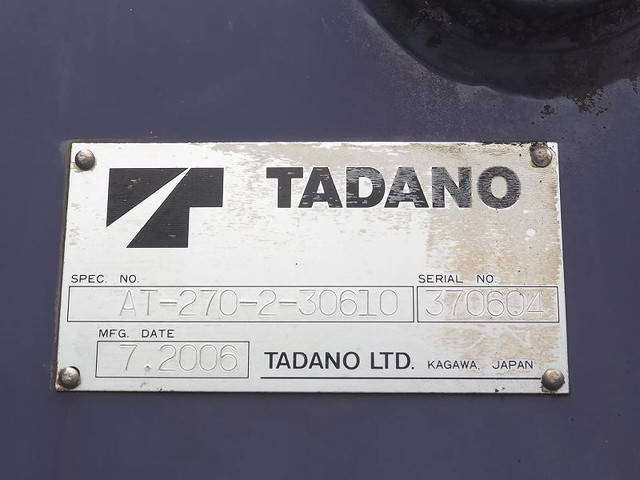 TADANO
SPEC. NO. SERIAL NO.
AT-270-2-30610 370604
MFG. DATE
7.2006 TADANO LTD. KAGAWA, JAPAN